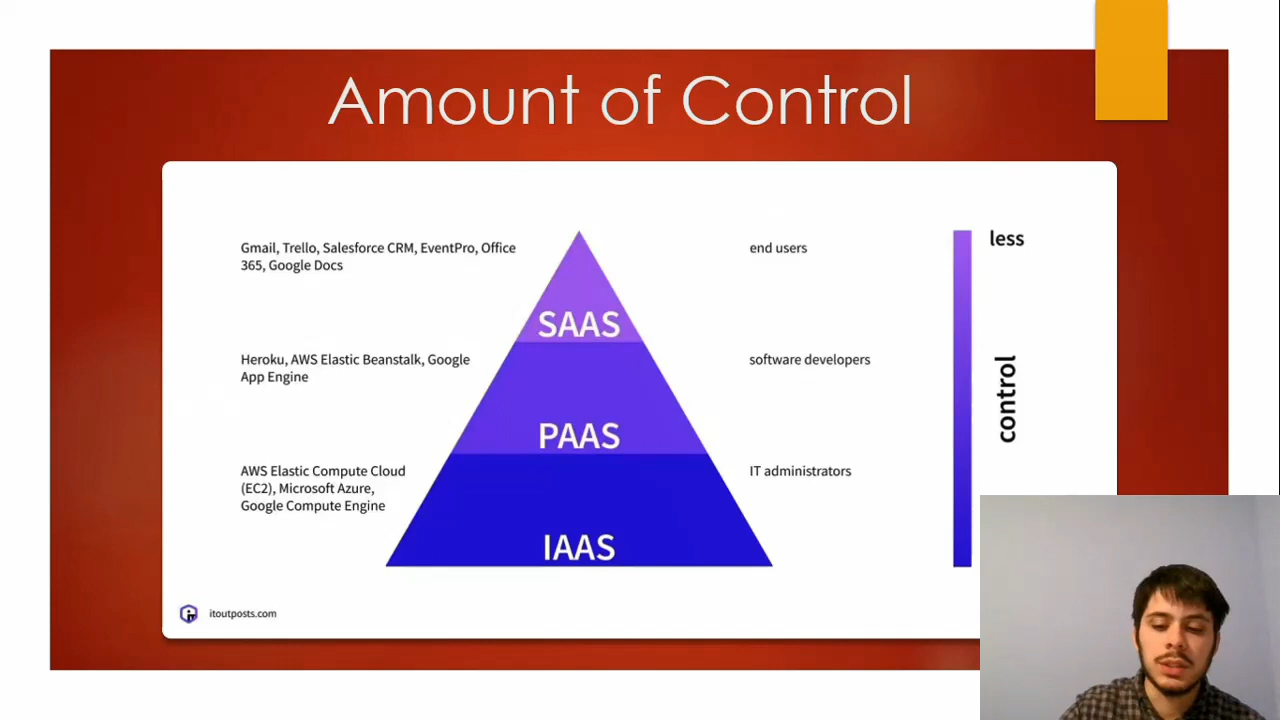 Amount of Control
Gmail, Trello, Salesforce CRM, EventPro, Office
365, Google Docs
end users
less
SAAS
Heroku, AWS Elastic Beanstalk, Google
App Engine
software developers
control
PAAS
AWS Elastic Compute Cloud
(EC2), Microsoft Azure,
Google Compute Engine
IT administrators
IAAS
itoutposts.com